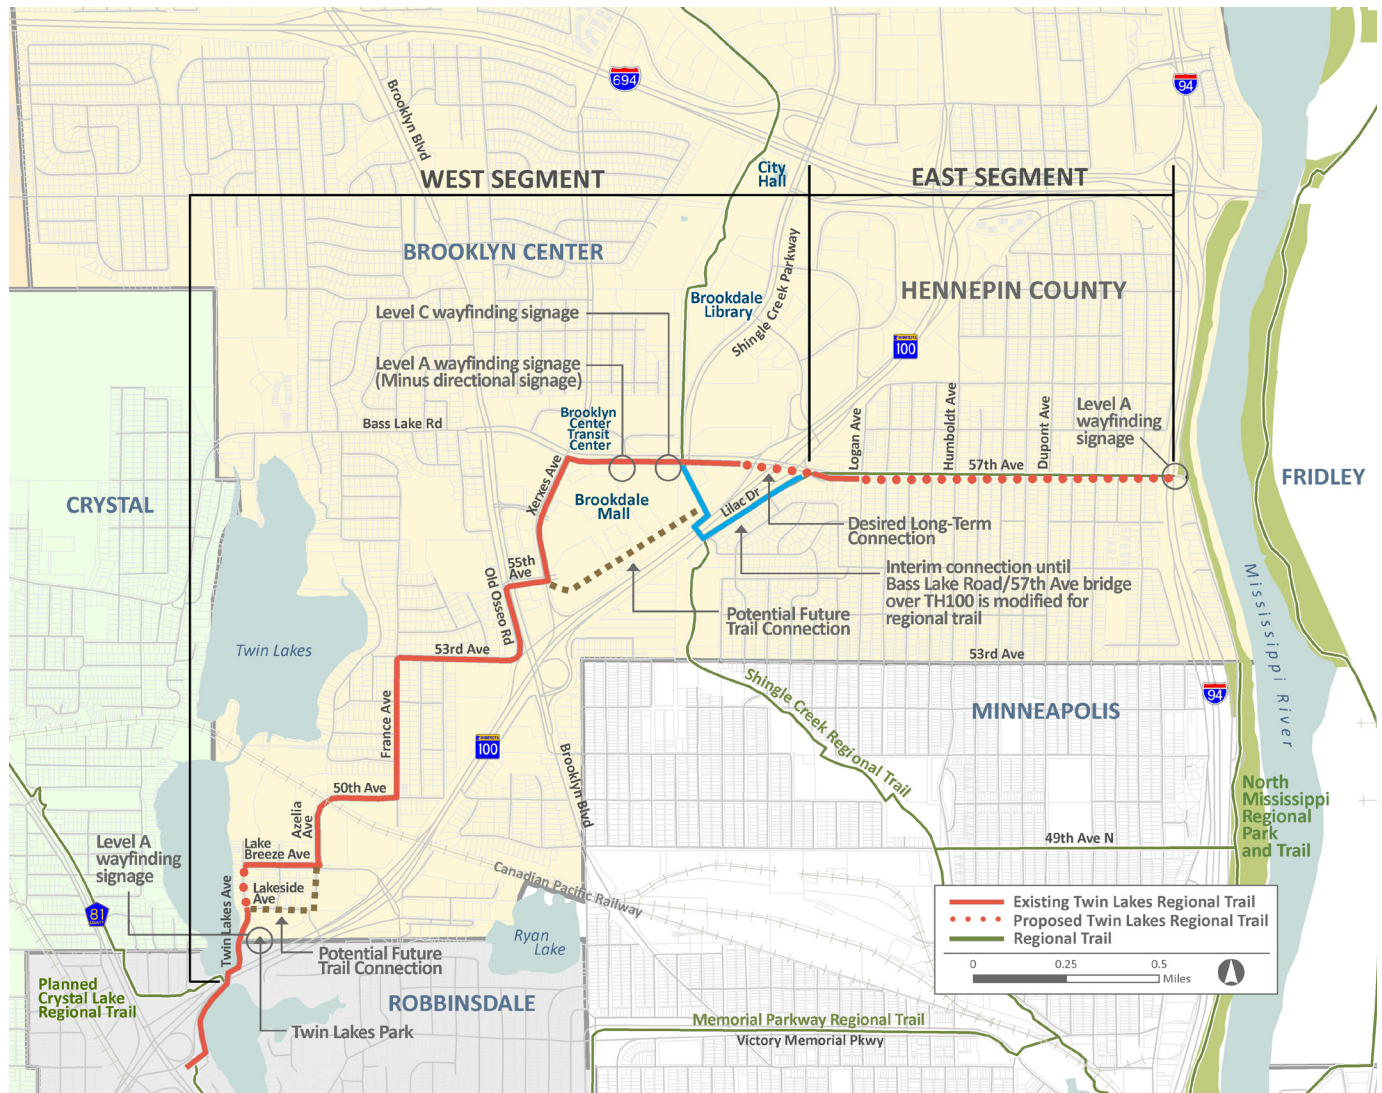 694
94
Brooklyn Blvd
City
Hall
WEST SEGMENT
EAST SEGMENT
BROOKLYN CENTER
Shingle Creek Parkway
HENNEPIN COUNTY
Brookdale
Library
Level C wayfinding signage
MINNESOTA
100
Level A wayfinding signage
(Minus directional signage)
Brooklyn
Center
Transit
Center
Bass Lake Rd
Logan Ave
Humboldt Ave
Dupont Ave
Level A
wayfinding
signage
57th Ave
Xerxes Ave
Brookdale
Mall
Lilac Dr
CRYSTAL
FRIDLEY
Desired Long-Term
Connection
55th
Ave
Old Osseo Rd
Interim connection until
Bass Lake Road/57th Ave bridge
over TH100 is modified for
regional trail
Potential Future
Trail Connection
Mississippi River
Twin Lakes
53rd Ave
53rd Ave
Shingle Creek Regional Trail
94
MINNEAPOLIS
France Ave
MINNESOTA
100
Brooklyn Blvd
50th Ave
North
Mississippi
Regional
Park
and Trail
Azelia
Ave
49th Ave N
Level A
wayfinding
signage
Lake
Breeze Ave
Canadian Pacific Railway
Lakeside
Ave
81
Twin Lakes Ave
Ryan
Lake
Existing Twin Lakes Regional Trail
Proposed Twin Lakes Regional Trail
Regional Trail
0 0.25 0.5
Miles
Potential Future
Trail Connection
Planned
Crystal Lake
Regional Trail
ROBBINSDALE
Twin Lakes Park
Memorial Parkway Regional Trail
Victory Memorial Pkwy